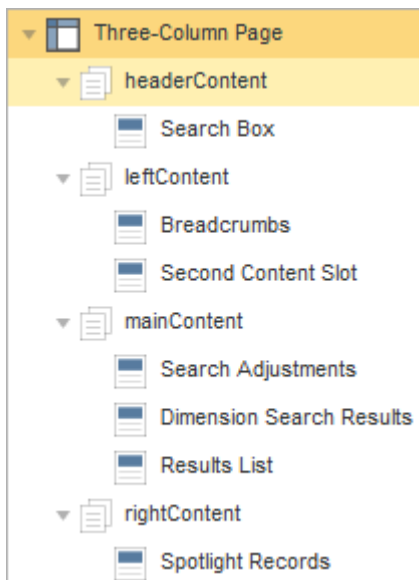 Three-Column Page
headerContent
Search Box
leftContent
Breadcrumbs
Second Content Slot
mainContent
Search Adjustments
Dimension Search Results
Results List
rightContent
Spotlight Records